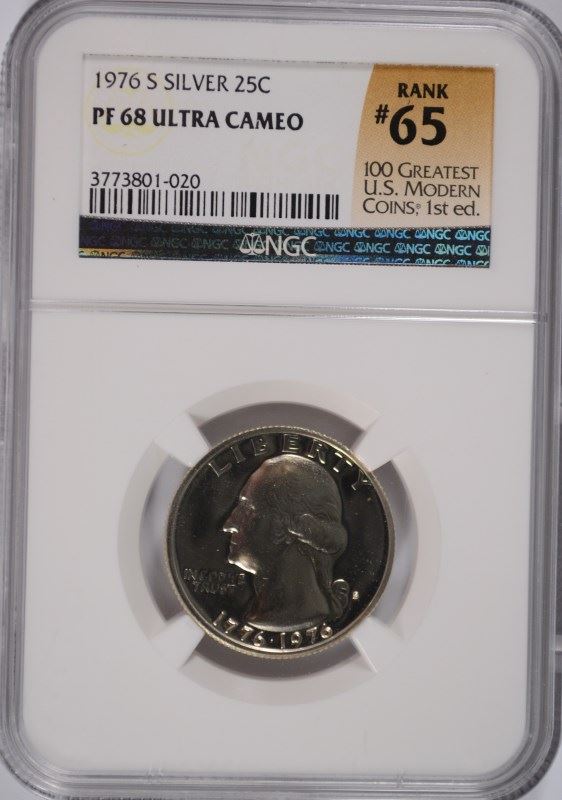 1976 S SILVER 25C
PF 68 ULTRA CAMEO
3773801-020
RANK
#65
100 GREATEST
U.S. MODERN
COINS,® 1st ed.
NGC
LIBERTY
IN GOD WE
TRUST
S
1776·1976